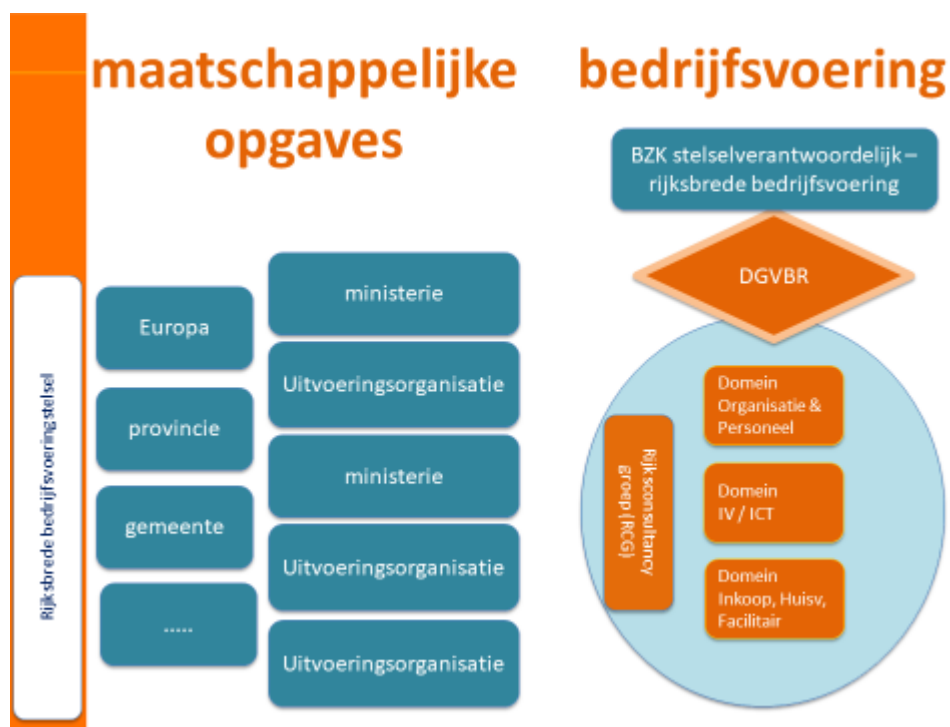 maatschappelijke
opgaves
bedrijfsvoering
BZK stelselverantwoordelijk –
rijksbrede bedrijfsvoering
DGVBR
Rijksbrede bedrijfsvoeringstelsel
Europa
provincie
gemeente
.....
ministerie
Uitvoeringsorganisatie
ministerie
Uitvoeringsorganisatie
Uitvoeringsorganisatie
Rijksconsultancy
groep (RCG)
Domein
Organisatie &
Personeel
Domein
IV / ICT
Domein
Inkoop, Huisv,
Facilitair